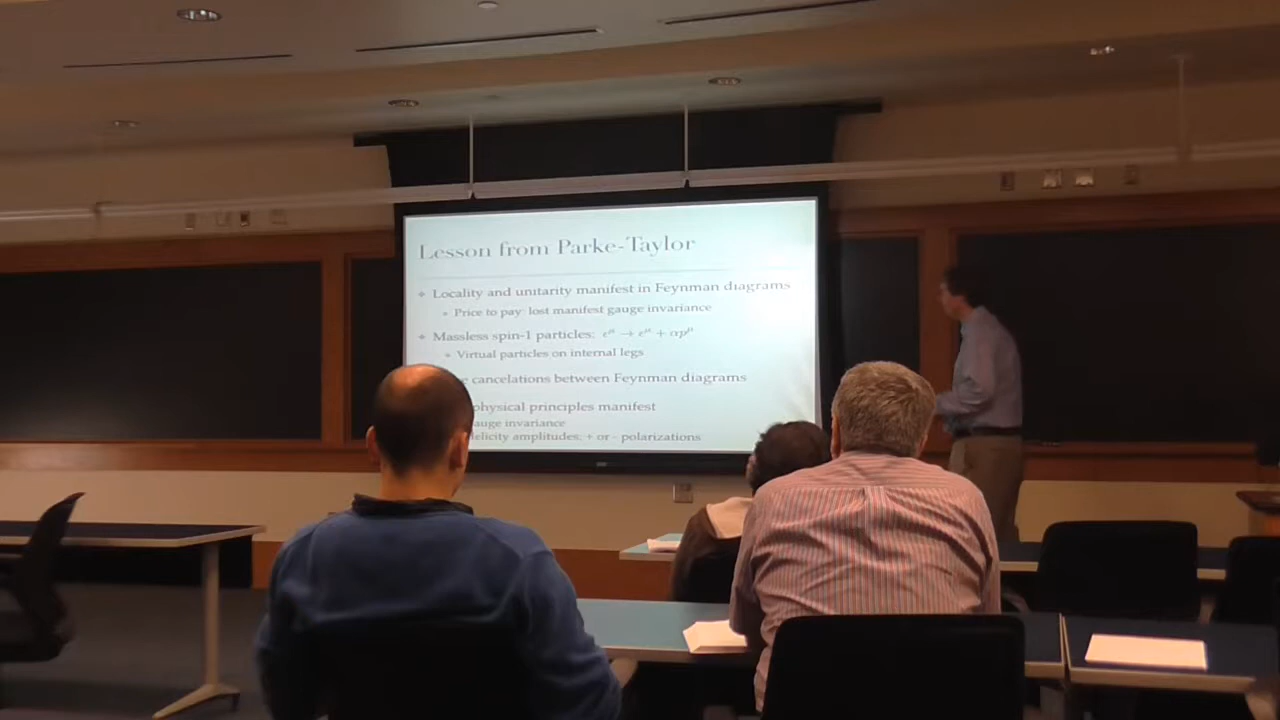 Lesson from Parke-Taylor
Locality and unitarity manifest in Feynman diagrams
Price to pay: lost manifest gauge invariance
Massless spin-1 particles: ϵ^μ → ϵ^μ + αp^μ
Virtual particles on internal legs
cancelations between Feynman diagrams
physical principles manifest
auge invariance
elicity amplitudes: + or - polarizations